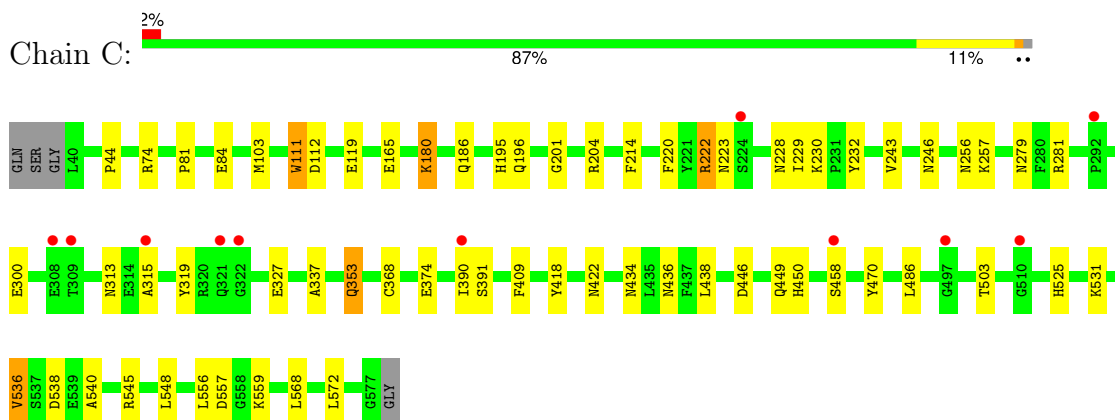 2%
Chain C:
87% 11% ••
GLN SER GLY L40 P44 R74 P81 E84 M103 W111 D112 E119 E165 K180 Q186 H195 Q196 G201 R204 F214 F220 Y221 R222 N223 S224 N228 I229 K230 P231 Y232 V243 N246 N256 K257 N279 F280 R281 P292
E300 E308 T309 N313 E314 A315 Y319 R320 Q321 G322 E327 A337 Q353 C368 E374 I390 S391 F409 Y418 N422 N434 L435 N436 F437 L438 D446 Q449 H450 S458 Y470 L486 G497 T503 G510 H525 K531
V536 S537 D538 E539 A540 R545 L548 L556 D557 G558 K559 L568 L572 G577 GLY